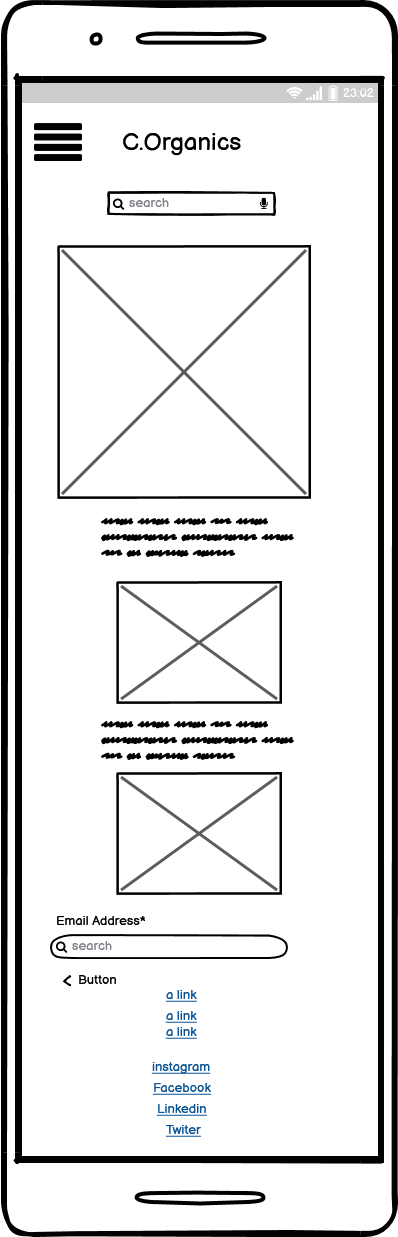 23:02
C.Organics
search
Email Address*
search
Button
a link
a link
a link
instagram
Facebook
Linkedin
Twiter